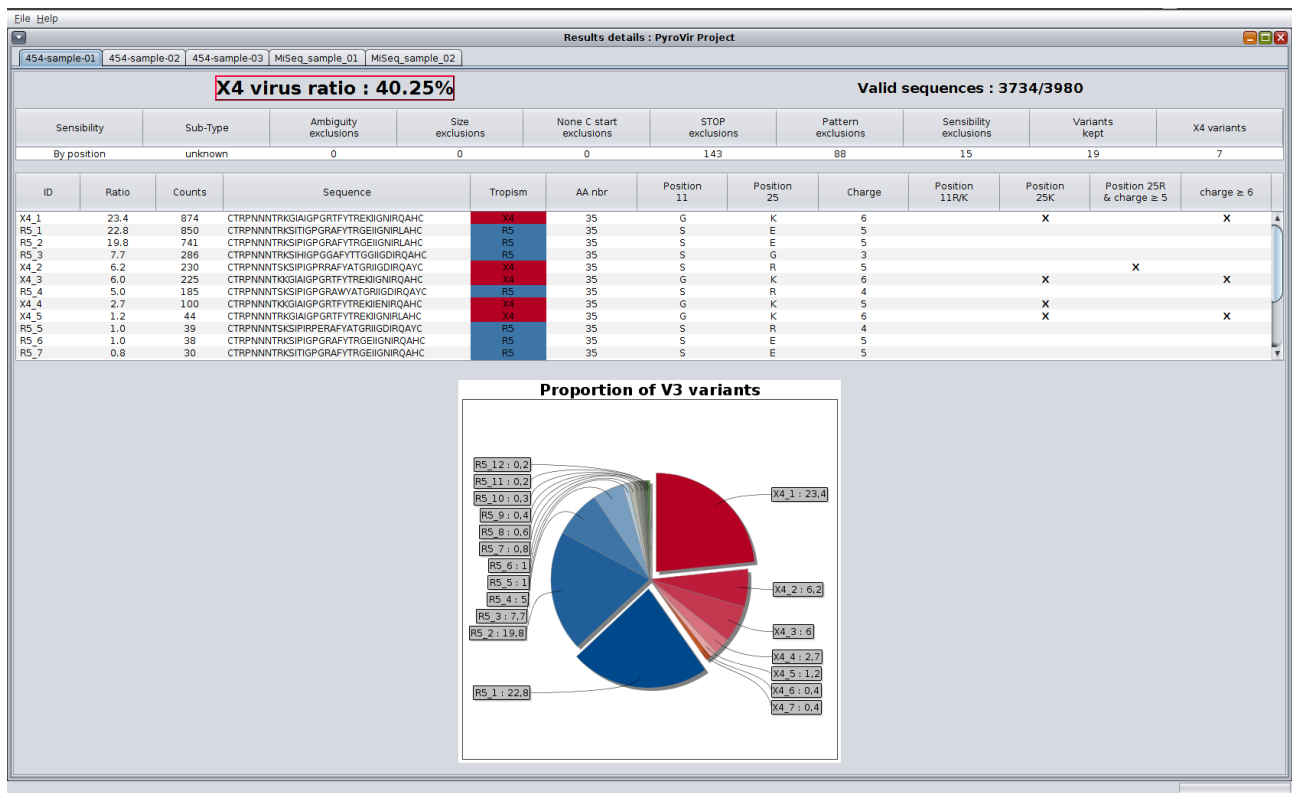 File Help
Results details : PyroVir Project
454-sample-01 454-sample-02 454-sample-03 MiSeq_sample_01 MiSeq_sample_02
X4 virus ratio : 40.25% Valid sequences : 3734/3980
Sensibility Sub-Type Ambiguity exclusions Size exclusions None C start exclusions STOP exclusions Pattern exclusions Sensibility exclusions Variants kept X4 variants
By position unknown 0 0 0 143 88 15 19 7
ID Ratio Counts Sequence Tropism AA nbr Position 11 Position 25 Charge Position 11R/K Position 25K Position 25R & charge ≥ 5 charge ≥ 6
X4_1 23.4 874 CTRPNNNTRKGIAIGPGRTFYTREKIIGNIRQAHC X4 35 G K 6 X X
R5_1 22.8 850 CTRPNNNTRKSITIGPGRAFYTRGEIIGNIRLAHC R5 35 S E 5
R5_2 19.8 741 CTRPNNNTRKSIPIGPGRAFYTRGEIIGNIRLAHC R5 35 S E 5
R5_3 7.7 286 CTRPNNNTRKSIHIGPGGAFYTTGGIIGDIRQAHC R5 35 S G 3
X4_2 6.2 230 CTRPNNNTSKSIPIGPRRAFYATGRIIGDIRQAYC X4 35 S R 5 X
X4_3 6.0 225 CTRPNNNTKKGIAIGPGRTFYTREKIIGNIRQAHC X4 35 G K 6 X X
R5_4 5.0 185 CTRPNNNTSKSIPIGPGRAWYATGRIIGDIRQAYC R5 35 S R 4
X4_4 2.7 100 CTRPNNNTKKGIAIGPGRTFYTREKIIENIRQAHC X4 35 G K 5 X
X4_5 1.2 44 CTRPNNNTRKGIAIGPGRTFYTREKIIGNIRLAHC X4 35 G K 6 X X
R5_5 1.0 39 CTRPNNNTSKSIPIRPERAFYATGRIIGDIRQAYC R5 35 S R 4
R5_6 1.0 38 CTRPNNNTRKSIPIGPGRAFYTRGEIIGNIRQAHC R5 35 S E 5
R5_7 0.8 30 CTRPNNNTRKSITIGPGRAFYTRGEIIGNIRQAHC R5 35 S E 5
Proportion of V3 variants
R5_12 : 0,2
R5_11 : 0,2
R5_10 : 0,3
R5_9 : 0,4
R5_8 : 0,6
R5_7 : 0,8
R5_6 : 1
R5_5 : 1
R5_4 : 5
R5_3 : 7,7
R5_2 : 19,8
R5_1 : 22,8
X4_1 : 23,4
X4_2 : 6,2
X4_3 : 6
X4_4 : 2,7
X4_5 : 1,2
X4_6 : 0,4
X4_7 : 0,4